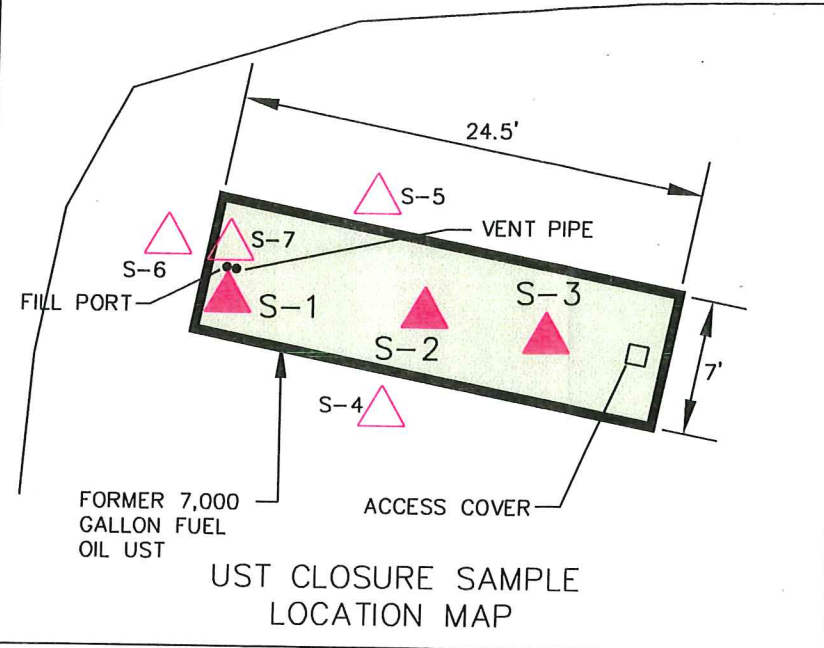 24.5'
S-5
VENT PIPE
S-7
S-6
FILL PORT
S-1
S-3
S-2
7'
S-4
FORMER 7,000
GALLON FUEL
OIL UST
ACCESS COVER
UST CLOSURE SAMPLE
LOCATION MAP